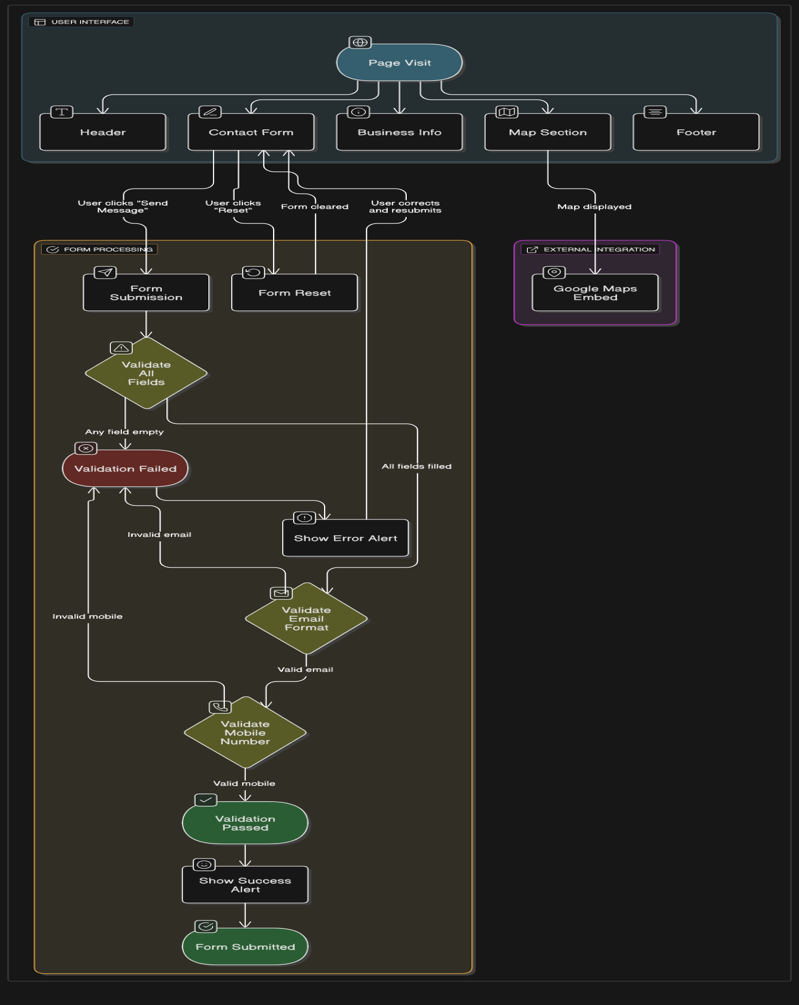 USER INTERFACE
Page Visit
Header
Contact Form
Business Info
Map Section
Footer
User clicks "Send
Message"
User clicks
"Reset"
Form cleared
User corrects
and resubmits
Map displayed
FORM PROCESSING
EXTERNAL INTEGRATION
Form
Submission
Form Reset
Google Maps
Embed
Validate
All
Fields
Any field empty
Validation Failed
All fields filled
Invalid email
Show Error Alert
Validate
Email
Format
Invalid mobile
Valid email
Validate
Mobile
Number
Valid mobile
Validation
Passed
Show Success
Alert
Form Submitted